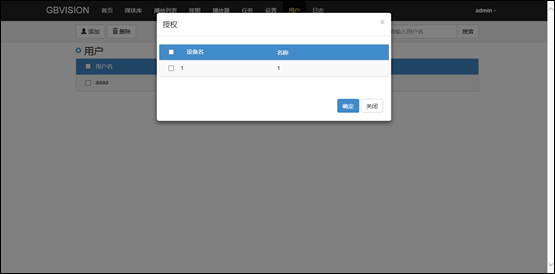 GBVISION 首页 媒体库 播放列表 排期 播放器 任务 设置 用户 日志 admin
授权 ×
添加 删除 输入用户名 搜索
用户
设备名 名称
用户名
1 1
aaaa
确定 关闭